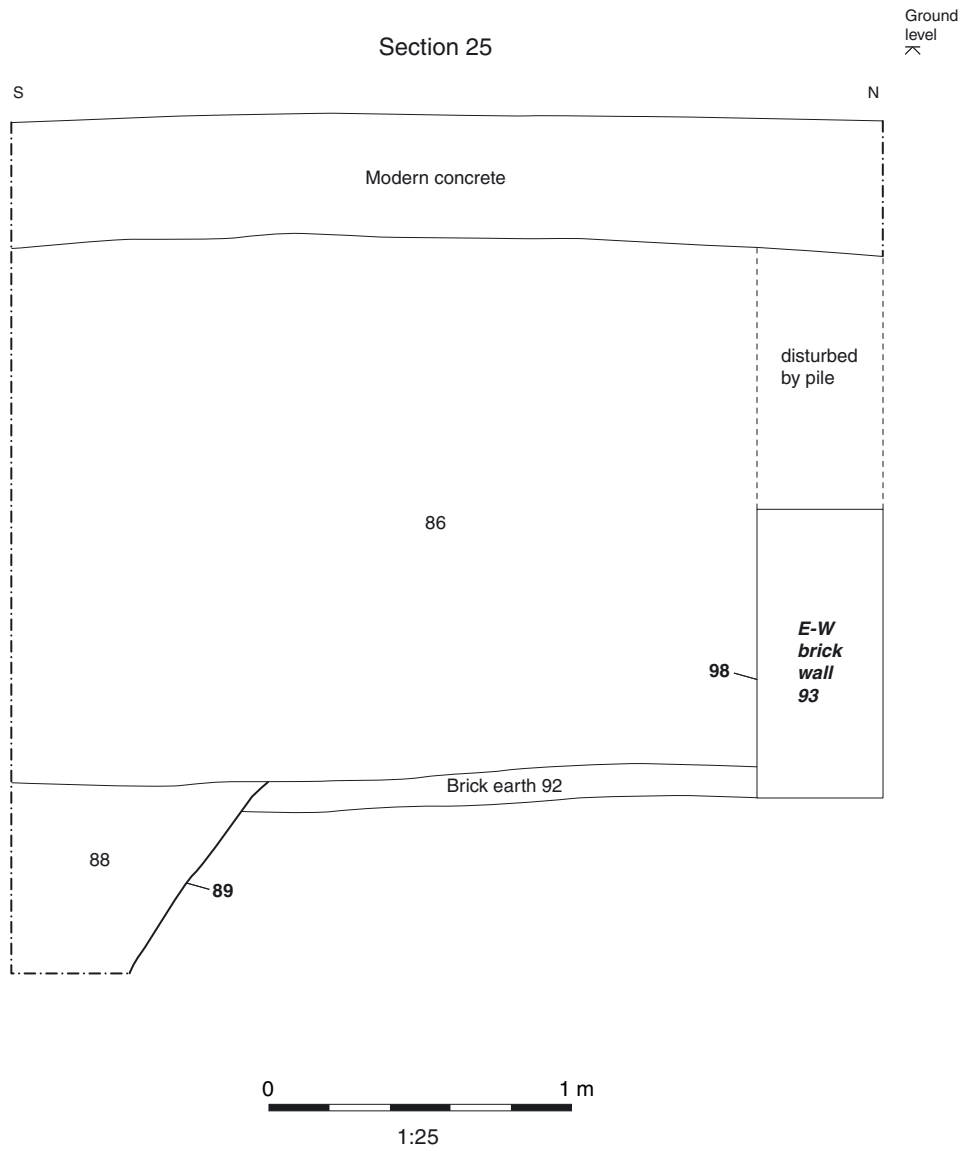 Ground
level
Section 25
S
N
Modern concrete
disturbed
by pile
86
E-W
brick
wall
93
98
Brick earth 92
88
89
0
1 m
1:25